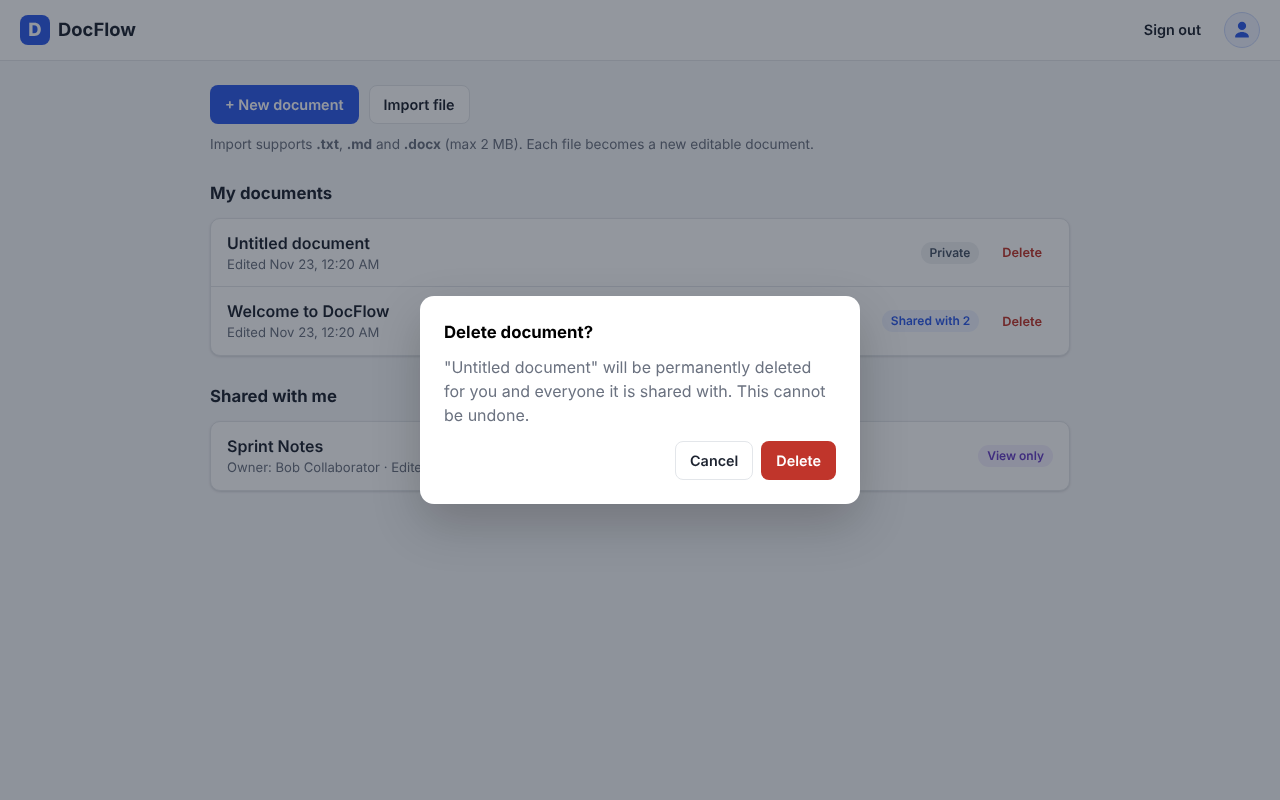 D DocFlow
Sign out
+ New document
Import file
Import supports .txt, .md and .docx (max 2 MB). Each file becomes a new editable document.
My documents
Untitled document
Edited Nov 23, 12:20 AM
Private
Delete
Welcome to DocFlow
Edited Nov 23, 12:20 AM
Shared with 2
Delete
Delete document?
"Untitled document" will be permanently deleted
for you and everyone it is shared with. This cannot
be undone.
Cancel
Delete
Shared with me
Sprint Notes
Owner: Bob Collaborator ·
View only